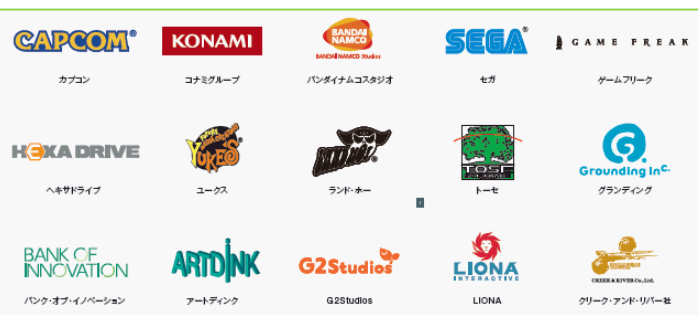 CAPCOM®
KONAMI
BANDAI
NAMCO
BANDAI NAMCO Studios
SEGA®
GAME FREAK
カプコン
コナミグループ
バンダイナムコスタジオ
セガ
ゲームフリーク
HEXA DRIVE
YUKE'S
TOSE
Grounding Inc.
ヘキサドライブ
ユークス
ランド・ホー
トーセ
グランディング
BANK OF
INNOVATION
ARTDINK
G2Studios
LIONA
INTERACTIVE
CREEK & RIVER Co., Ltd.
バンク・オブ・イノベーション
アートディンク
G2Studios
LIONA
クリーク・アンド・リバー社